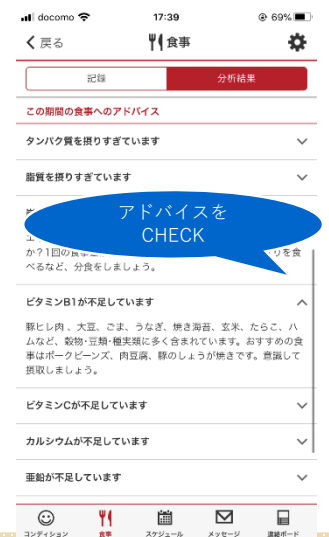 docomo 17:39 69%
戻る 食事
記録 分析結果
この期間の食事へのアドバイス
タンパク質を摂りすぎています
脂質を摂りすぎています
アドバイスを
CHECK
か？1回の食事
りを食
べるなど、分食をしましょう。
ビタミンB1が不足しています
豚ヒレ肉 、大豆、ごま、うなぎ、焼き海苔、玄米、たらこ、ハ
ムなど、穀物･豆類･種実類に多く含まれています。おすすめの食
事はポークビーンズ、肉豆腐、豚のしょうが焼きです。意識して
摂取しましょう。
ビタミンCが不足しています
カルシウムが不足しています
亜鉛が不足しています
コンディション 食事 スケジュール メッセージ 連絡ボード